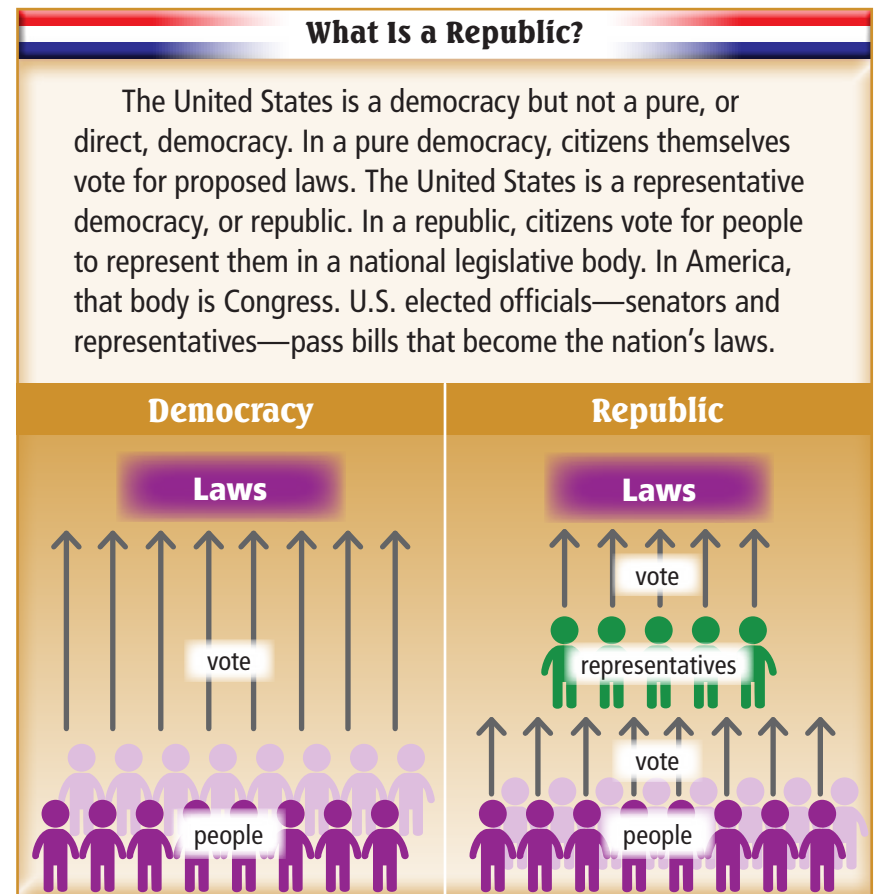 What Is a Republic?
The United States is a democracy but not a pure, or
direct, democracy. In a pure democracy, citizens themselves
vote for proposed laws. The United States is a representative
democracy, or republic. In a republic, citizens vote for people
to represent them in a national legislative body. In America,
that body is Congress. U.S. elected officials—senators and
representatives—pass bills that become the nation's laws.
Democracy
Laws
vote
people
Republic
Laws
vote
representatives
vote
people